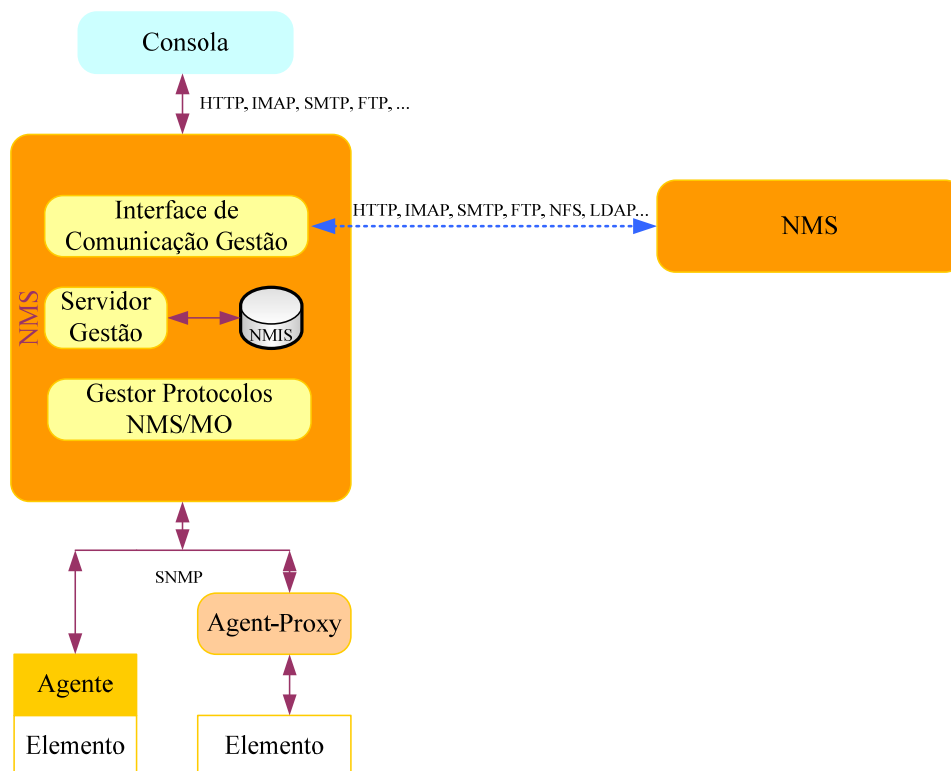 Consola
HTTP, IMAP, SMTP, FTP, ...
Interface de
Comunicação Gestão
HTTP, IMAP, SMTP, FTP, NFS, LDAP...
NMS
NMS
Servidor
Gestão
NMIS
Gestor Protocolos
NMS/MO
SNMP
Agent-Proxy
Agente
Elemento
Elemento